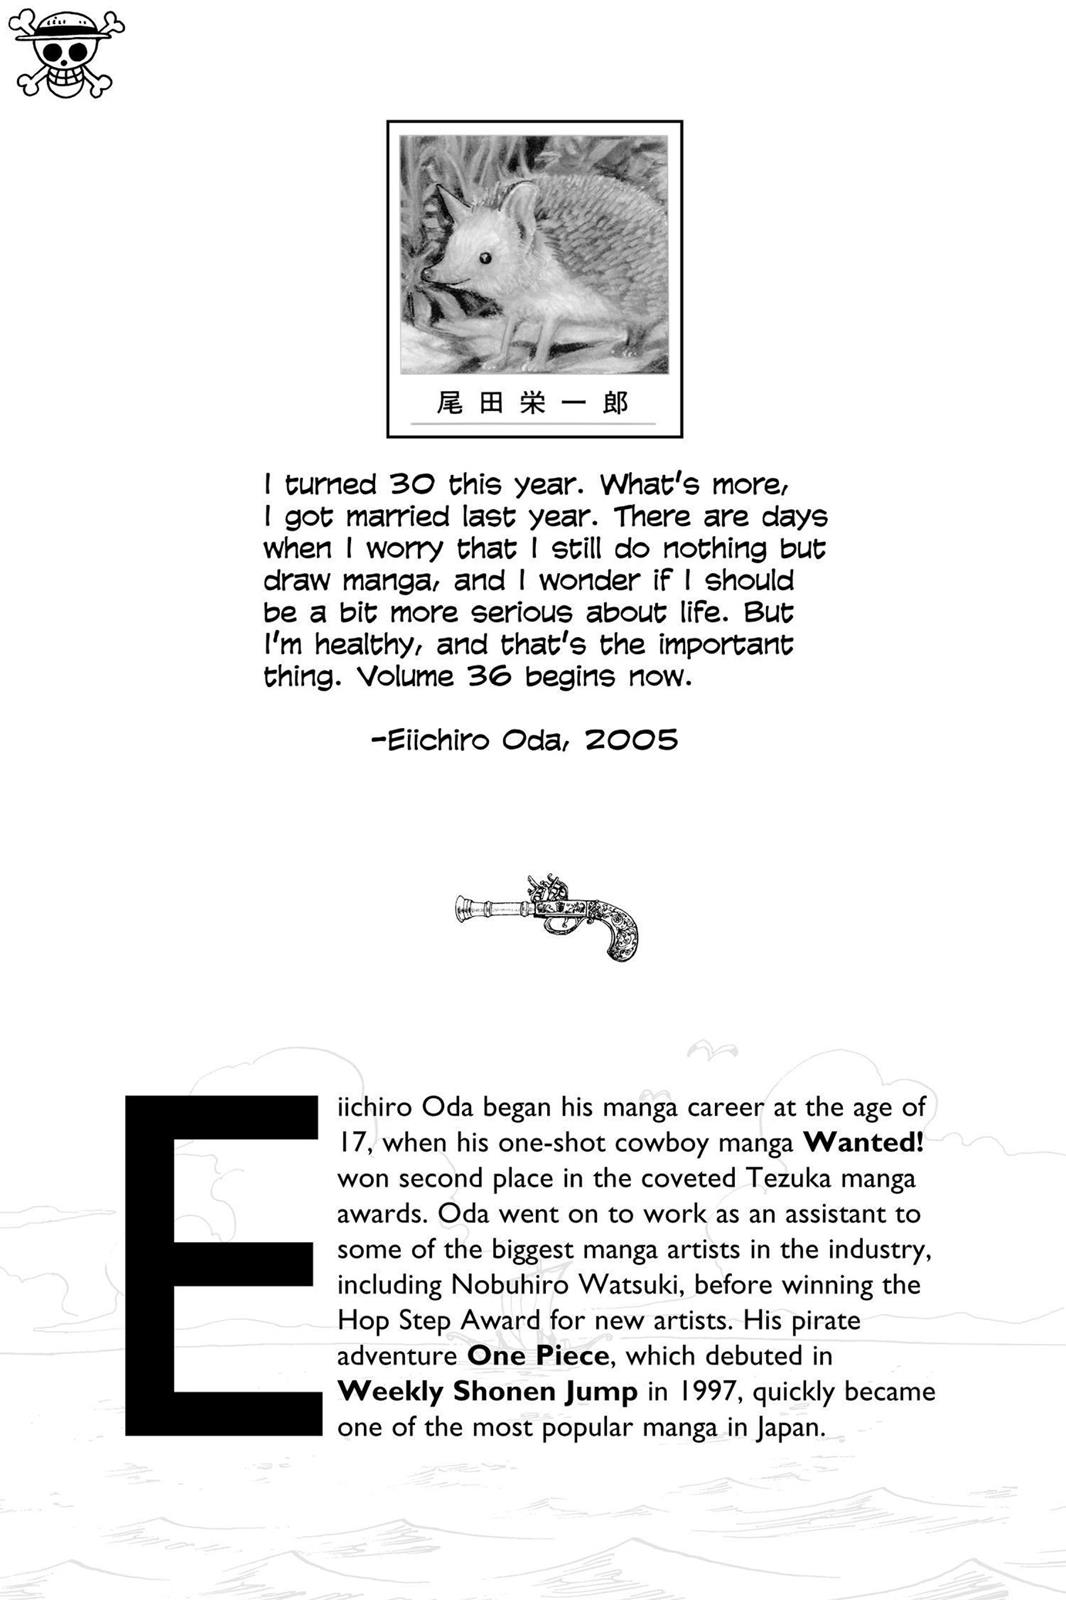 尾田栄一郎
I turned 30 this year. What's more,
I got married last year. There are days
when I worry that I still do nothing but
draw manga, and I wonder if I should
be a bit more serious about life. But
I'm healthy, and that's the important
thing. Volume 36 begins now.
-Eiichiro Oda, 2005
Eiichiro Oda began his manga career at the age of
17, when his one-shot cowboy manga Wanted!
won second place in the coveted Tezuka manga
awards. Oda went on to work as an assistant to
some of the biggest manga artists in the industry,
including Nobuhiro Watsuki, before winning the
Hop Step Award for new artists. His pirate
adventure One Piece, which debuted in
Weekly Shonen Jump in 1997, quickly became
one of the most popular manga in Japan.